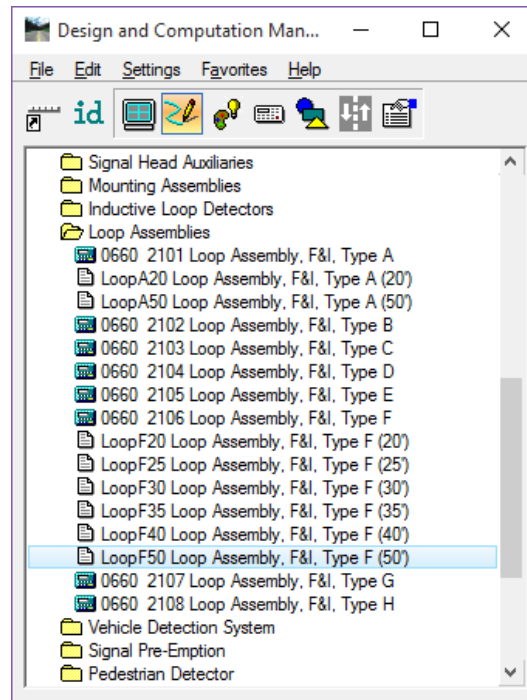 Design and Computation Man...
File Edit Settings Favorites Help
id
Signal Head Auxiliaries
Mounting Assemblies
Inductive Loop Detectors
Loop Assemblies
0660 2101 Loop Assembly, F&I, Type A
LoopA20 Loop Assembly, F&I, Type A (20')
LoopA50 Loop Assembly, F&I, Type A (50')
0660 2102 Loop Assembly, F&I, Type B
0660 2103 Loop Assembly, F&I, Type C
0660 2104 Loop Assembly, F&I, Type D
0660 2105 Loop Assembly, F&I, Type E
0660 2106 Loop Assembly, F&I, Type F
LoopF20 Loop Assembly, F&I, Type F (20')
LoopF25 Loop Assembly, F&I, Type F (25')
LoopF30 Loop Assembly, F&I, Type F (30')
LoopF35 Loop Assembly, F&I, Type F (35')
LoopF40 Loop Assembly, F&I, Type F (40')
LoopF50 Loop Assembly, F&I, Type F (50')
0660 2107 Loop Assembly, F&I, Type G
0660 2108 Loop Assembly, F&I, Type H
Vehicle Detection System
Signal Pre-Emption
Pedestrian Detector